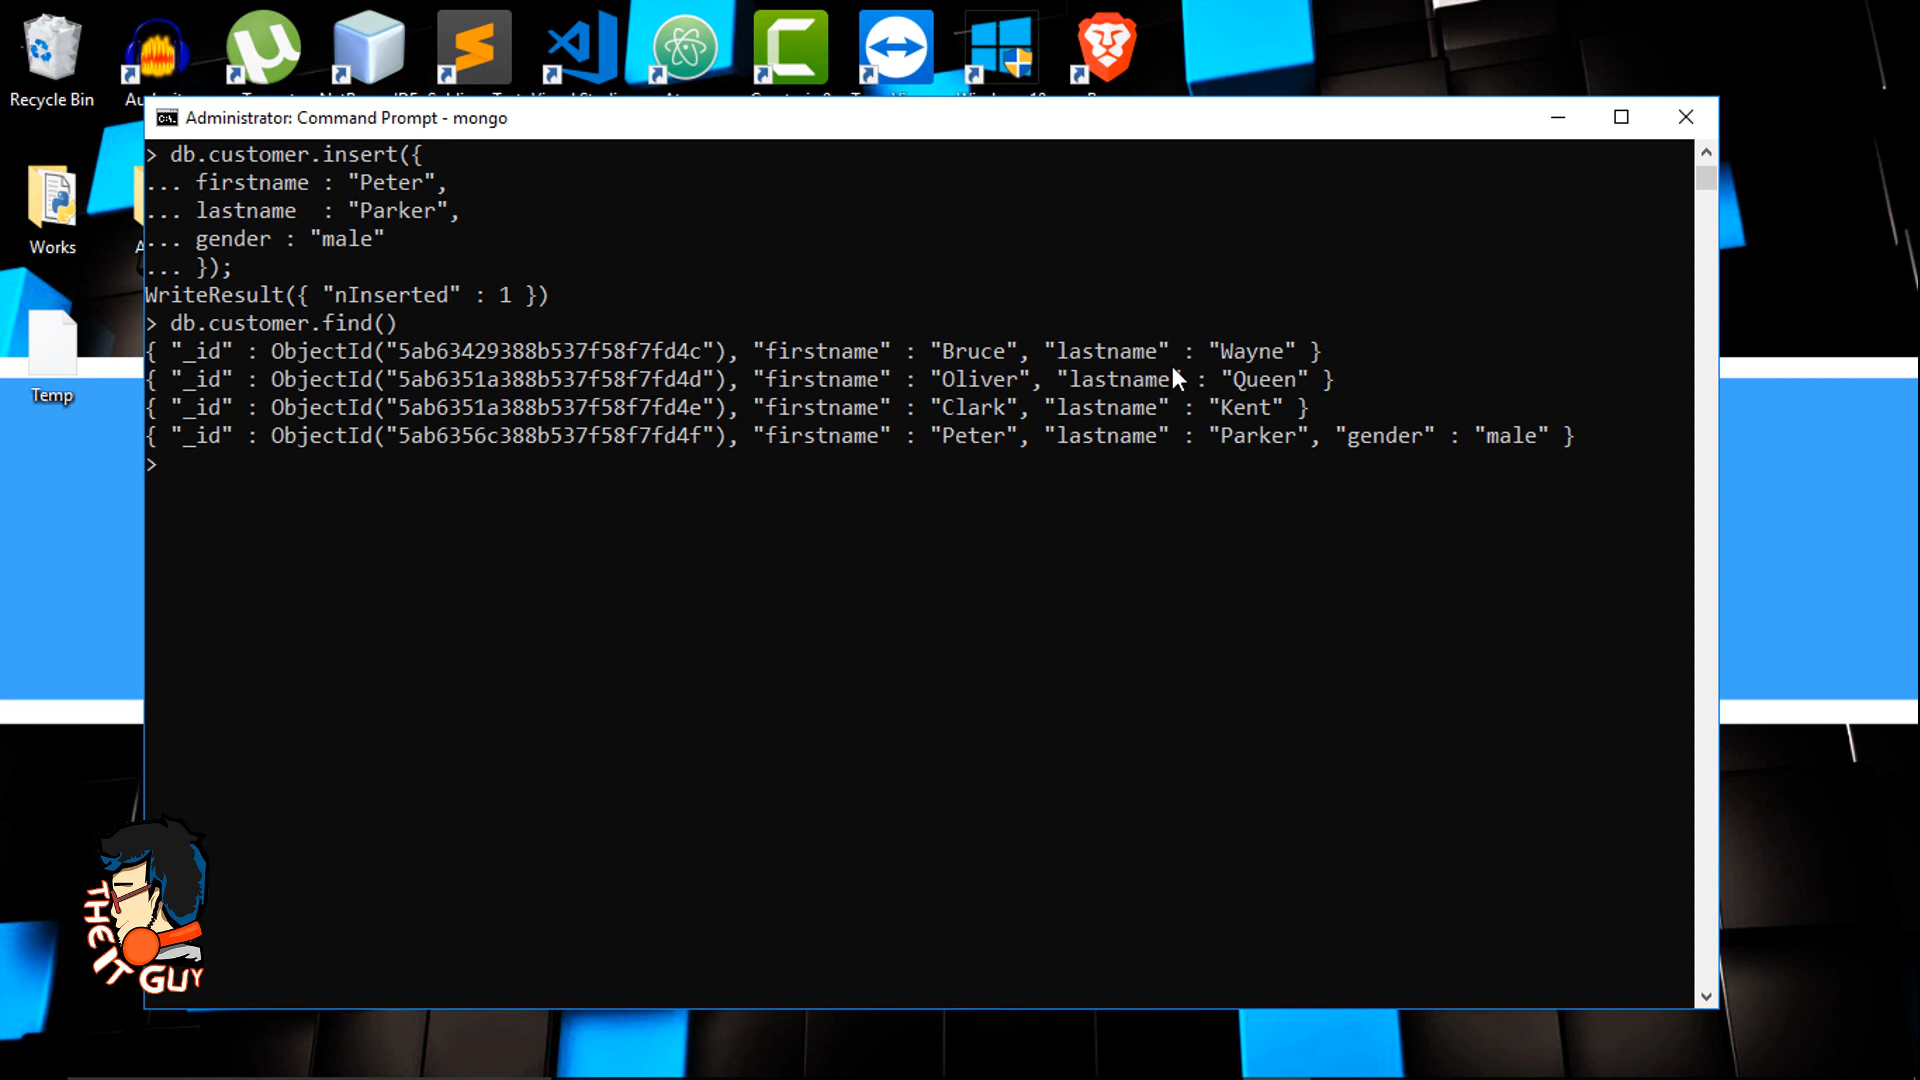 Recycle Bin
Works
Temp
Administrator: Command Prompt - mongo
> db.customer.insert({
... firstname : "Peter",
... lastname  : "Parker",
... gender : "male"
... });
WriteResult({ "nInserted" : 1 })
> db.customer.find()
{ "_id" : ObjectId("5ab63429388b537f58f7fd4c"), "firstname" : "Bruce", "lastname" : "Wayne" }
{ "_id" : ObjectId("5ab6351a388b537f58f7fd4d"), "firstname" : "Oliver", "lastname" : "Queen" }
{ "_id" : ObjectId("5ab6351a388b537f58f7fd4e"), "firstname" : "Clark", "lastname" : "Kent" }
{ "_id" : ObjectId("5ab6356c388b537f58f7fd4f"), "firstname" : "Peter", "lastname" : "Parker", "gender" : "male" }
>
THE IT GUY